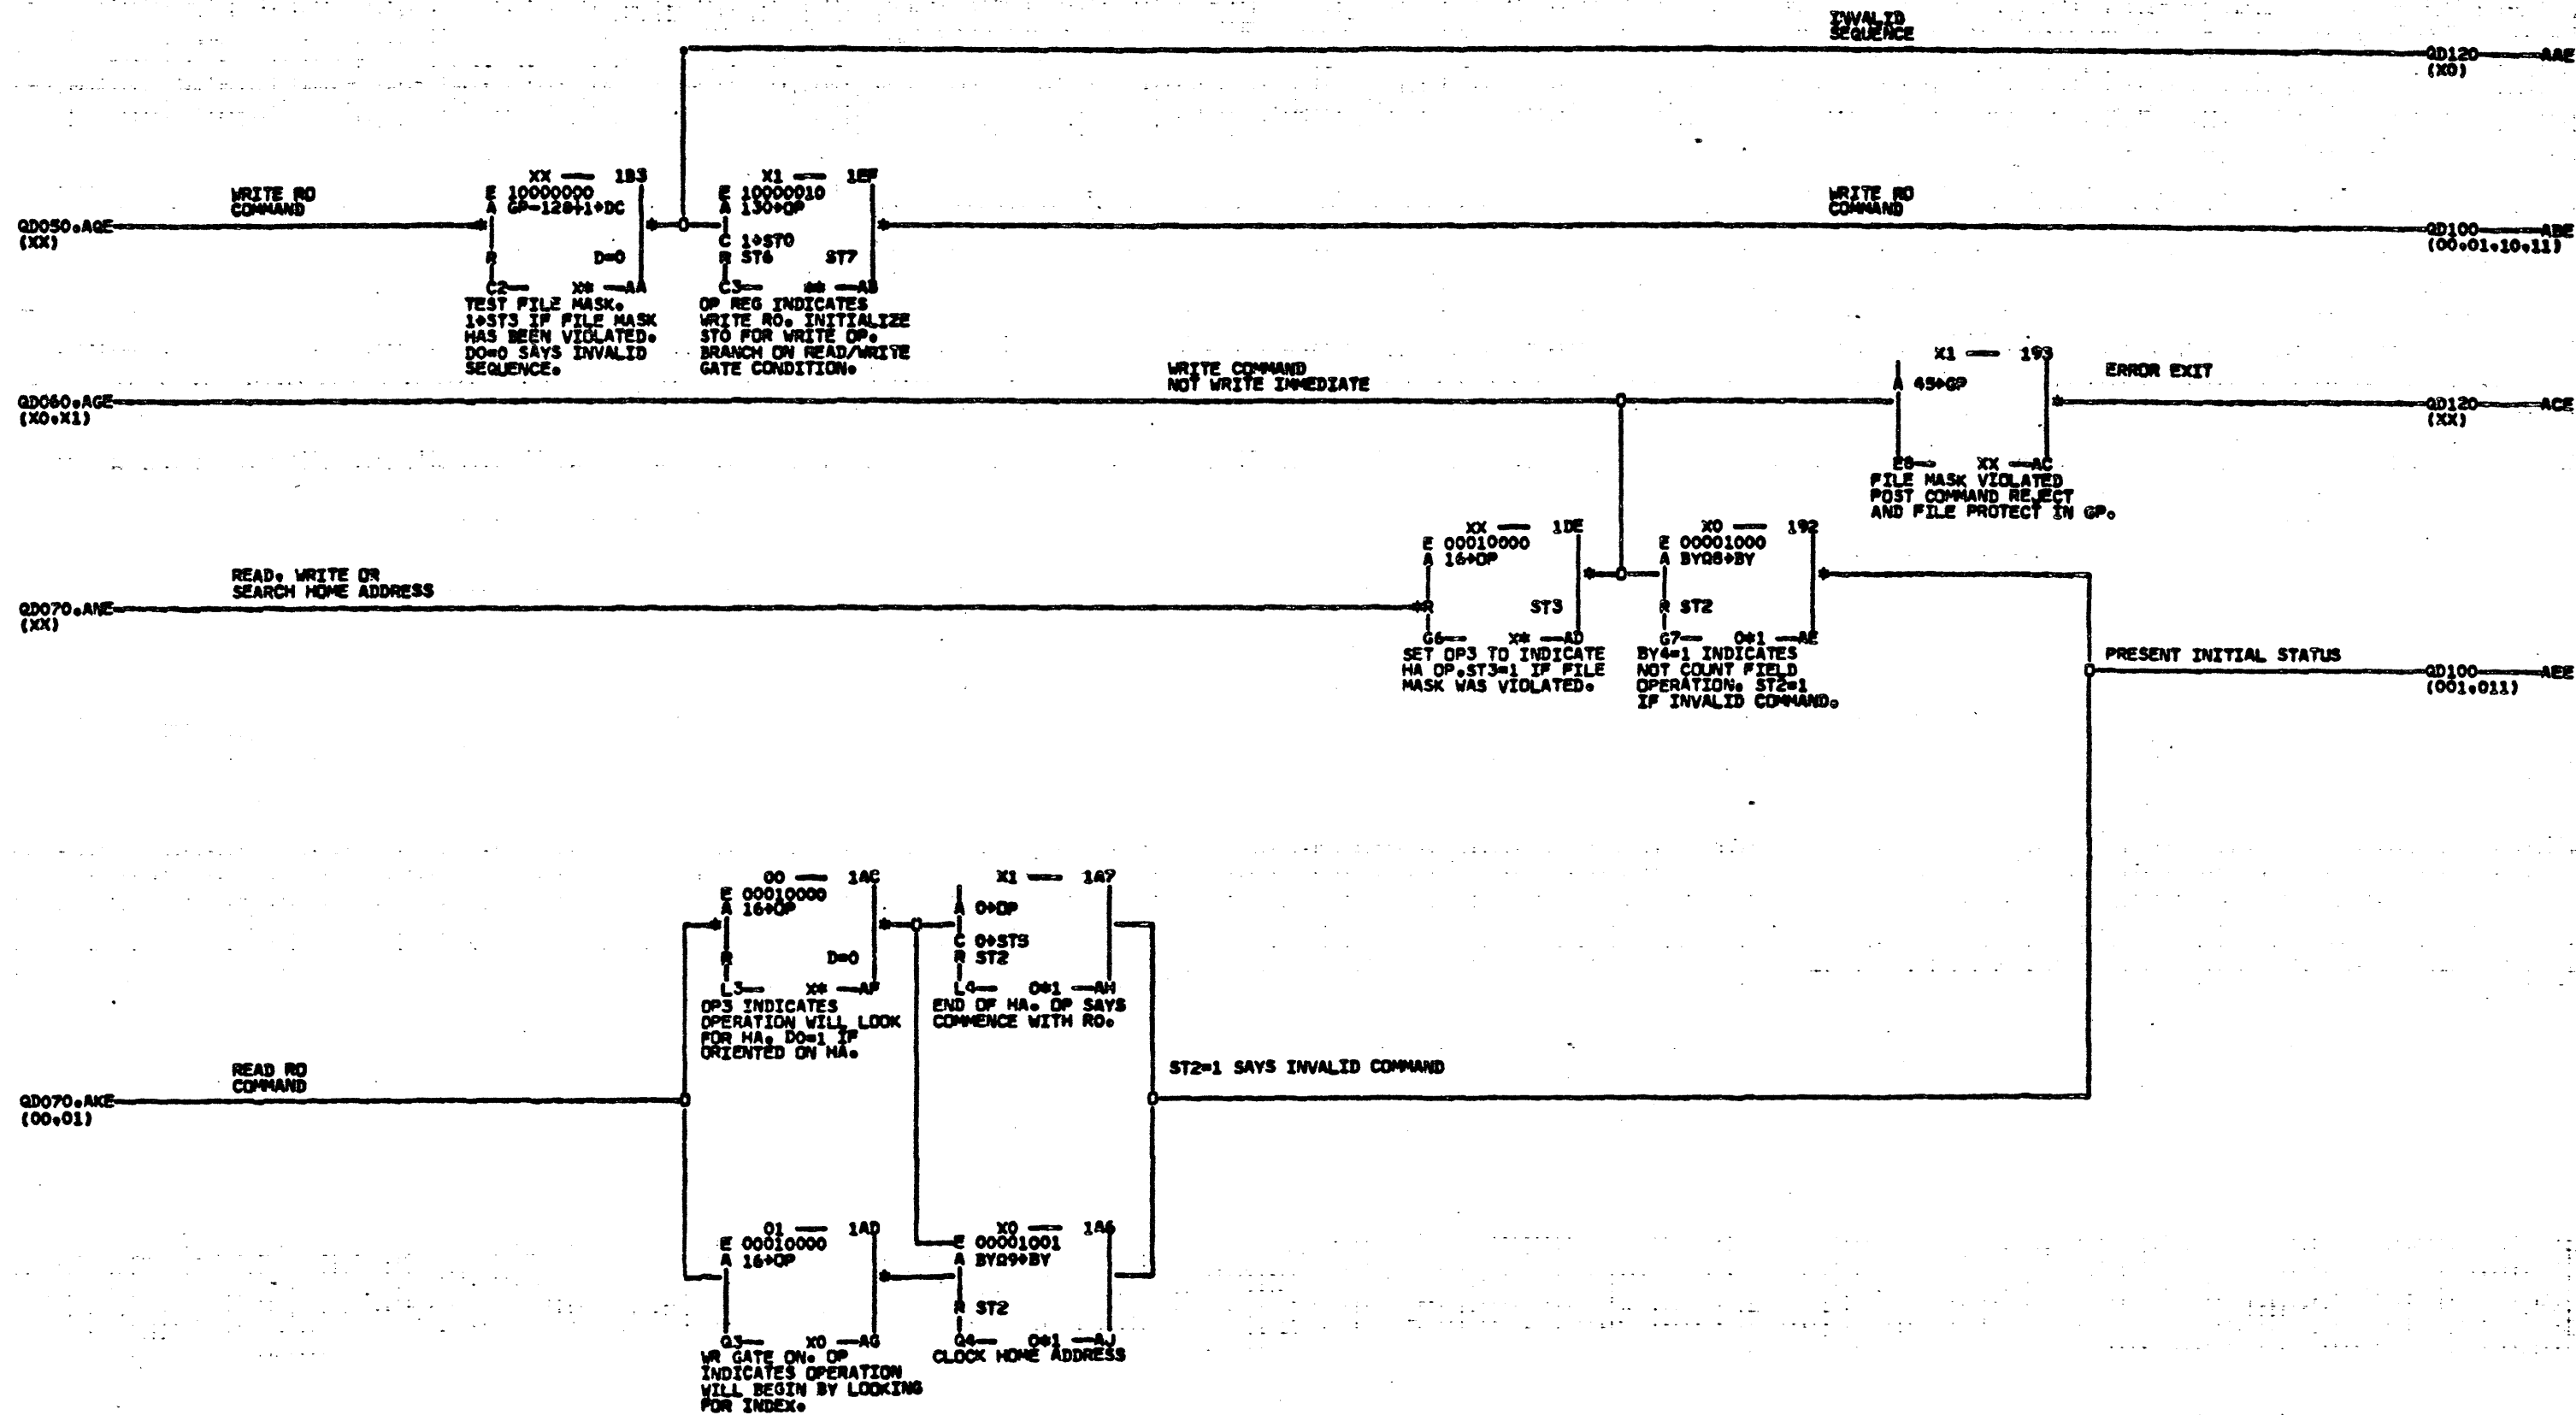 INVALID
SEQUENCE
QD120 AAE
(X0)
XX 1B3
E 10000000
A GP-128+1→DC
R D=0
C2 X* AA
TEST FILE MASK.
1→ST3 IF FILE MASK
HAS BEEN VIOLATED.
D0=0 SAYS INVALID
SEQUENCE.
X1 1EF
E 10000010
A 130→OP
C 1→ST0
R ST6 ST7
C3 ** AB
OP REG INDICATES
WRITE R0. INITIALIZE
ST0 FOR WRITE OP.
BRANCH ON READ/WRITE
GATE CONDITION.
WRITE R0
COMMAND
QD050.AQE
(XX)
WRITE R0
COMMAND
QD100 ABE
(00,01,10,11)
QD060.AGE
(X0,X1)
WRITE COMMAND
NOT WRITE IMMEDIATE
X1 193
A 45→GP
E8 XX AC
FILE MASK VIOLATED
POST COMMAND REJECT
AND FILE PROTECT IN GP.
ERROR EXIT
QD120 ACE
(XX)
READ, WRITE OR
SEARCH HOME ADDRESS
QD070.ANE
(XX)
XX 1DE
E 00010000
A 16→OP
R ST3
G6 X* AD
SET OP3 TO INDICATE
HA OP.ST3=1 IF FILE
MASK WAS VIOLATED.
X0 192
E 00001000
A BYΩ8→BY
R ST2
G7 0*1 AE
BY4=1 INDICATES
NOT COUNT FIELD
OPERATION. ST2=1
IF INVALID COMMAND.
PRESENT INITIAL STATUS
QD100 AEE
(001,011)
00 1AC
E 00010000
A 16→OP
R D=0
L3 X* AF
OP3 INDICATES
OPERATION WILL LOOK
FOR HA. D0=1 IF
ORIENTED ON HA.
X1 1A7
A 0→OP
C 0→ST3
R ST2
L4 0*1 AH
END OF HA. OP SAYS
COMMENCE WITH R0.
READ R0
COMMAND
QD070.AKE
(00,01)
ST2=1 SAYS INVALID COMMAND
01 1AD
E 00010000
A 16→OP
Q3 X0 AG
WR GATE ON. OP
INDICATES OPERATION
WILL BEGIN BY LOOKING
FOR INDEX.
X0 1A6
E 00001001
A BYΩ9→BY
R ST2
Q4 0*1 AJ
CLOCK HOME ADDRESS